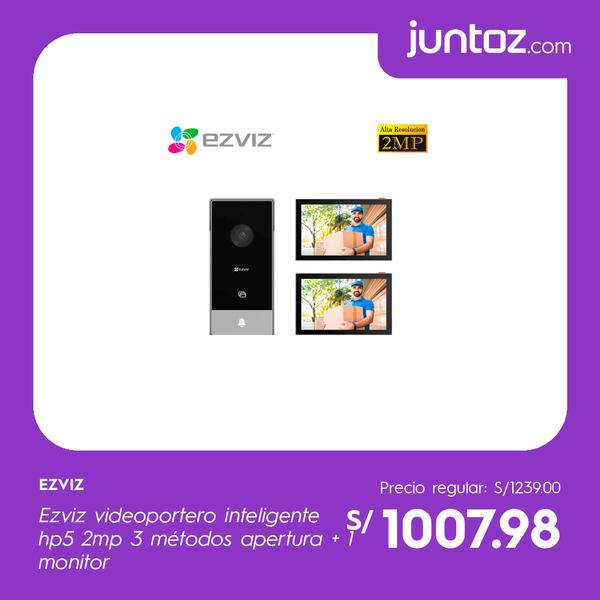 juntoz.com
ezviz
Alta Resolucion
2MP
EZVIZ
EZVIZ
Precio regular: S/1239.00
Ezviz videoportero inteligente
hp5 2mp 3 métodos apertura + 1
monitor
S/ 1007.98